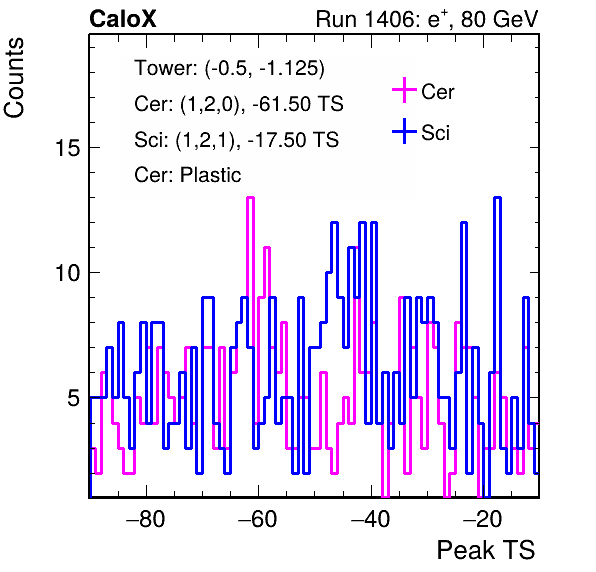 CaloX Run 1406: e⁺, 80 GeV
Counts
Tower: (-0.5, -1.125)
Cer: (1,2,0), -61.50 TS
Sci: (1,2,1), -17.50 TS
Cer: Plastic
Cer
Sci
15
10
5
−80 −60 −40 −20
Peak TS